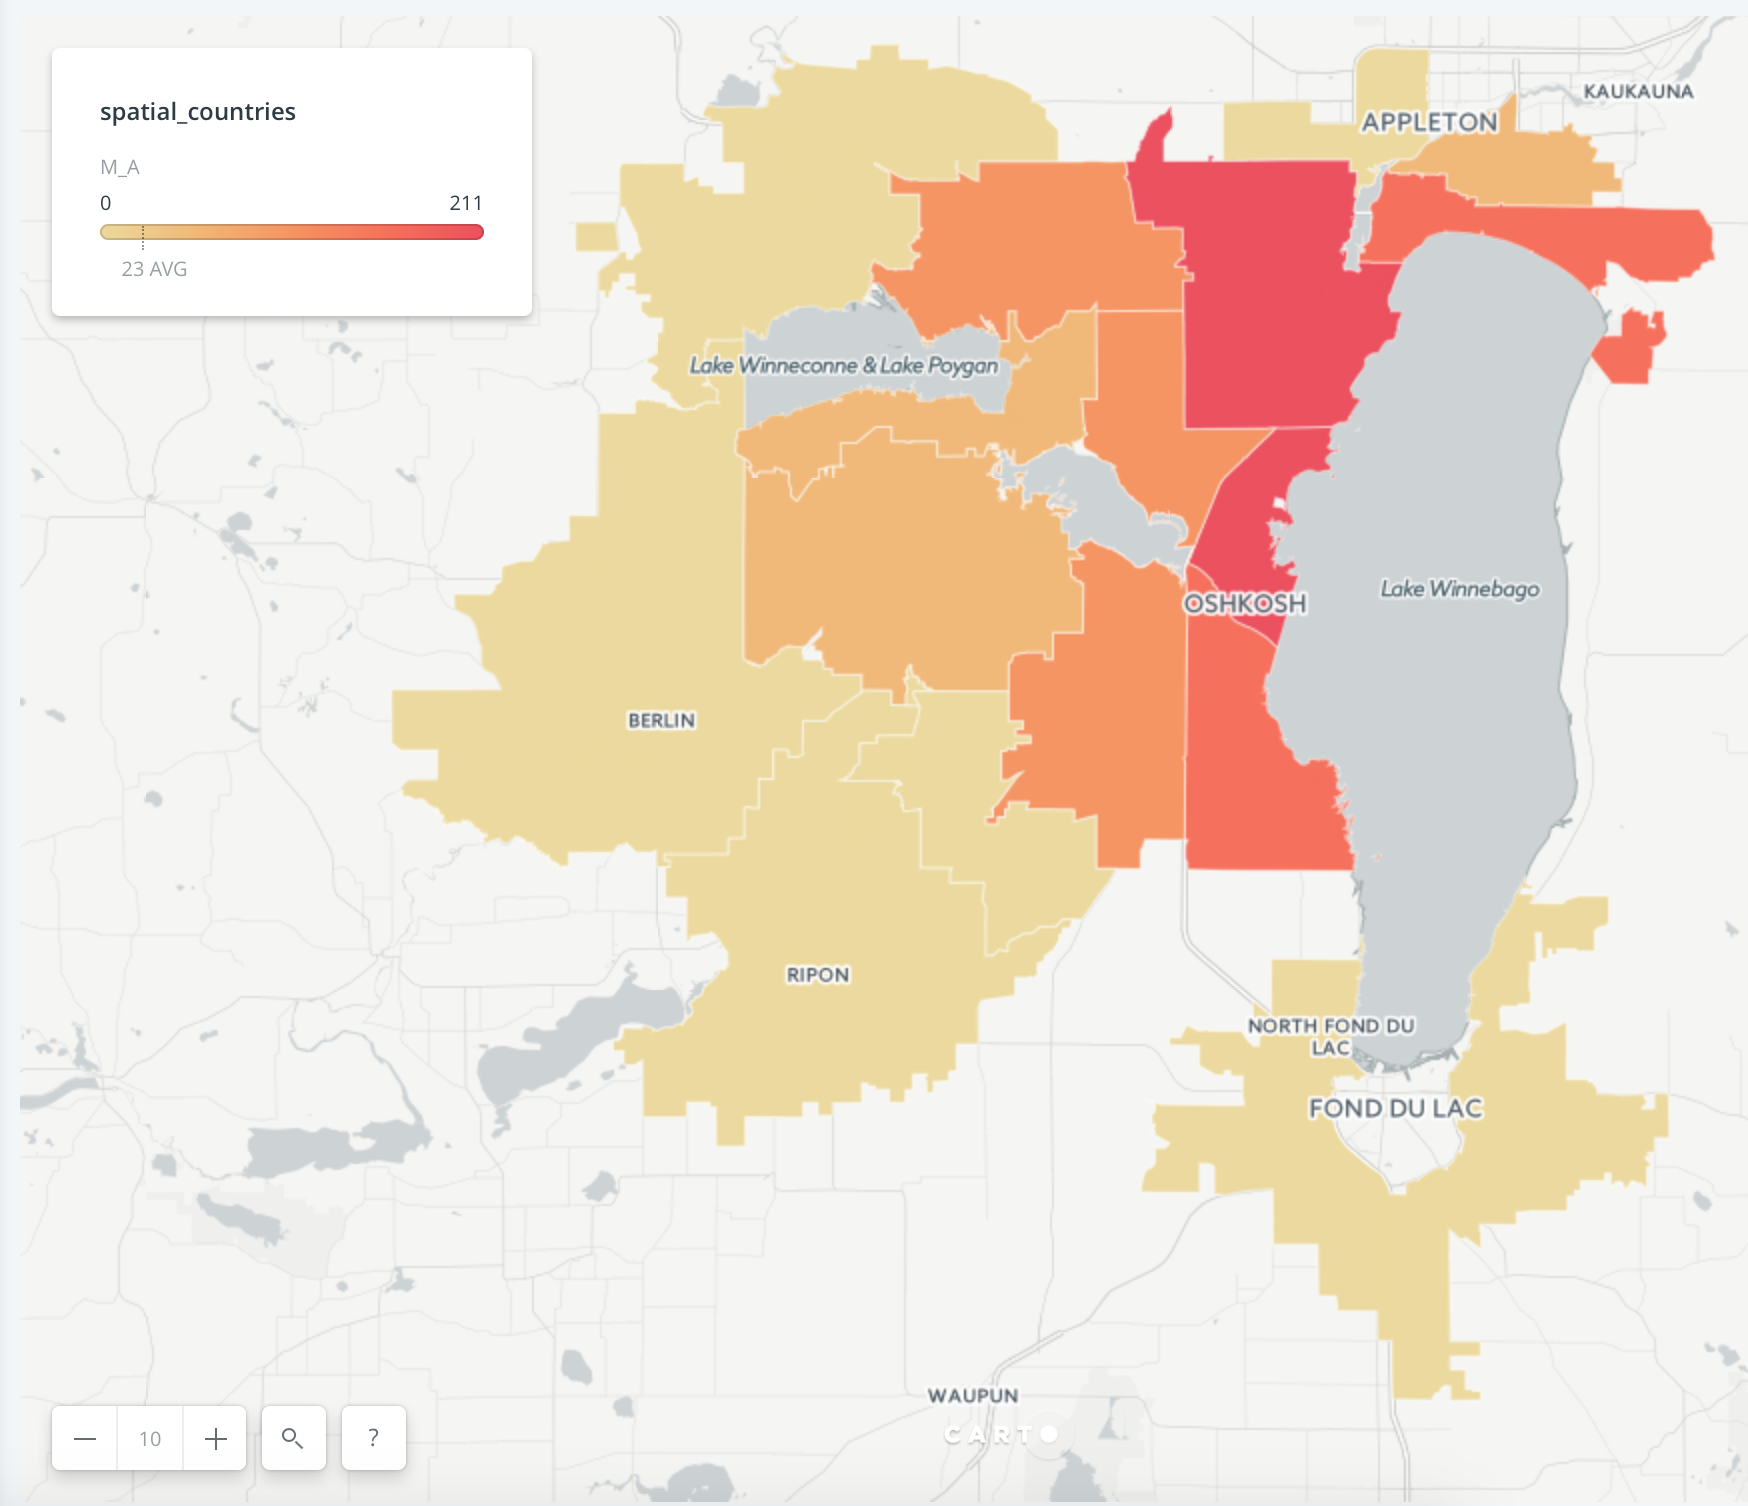 spatial_countries
M_A
0 211
23 AVG
KAUKAUNA
APPLETON
Lake Winneconne & Lake Poygan
Lake Winnebago
OSHKOSH
BERLIN
RIPON
NORTH FOND DU
LAC
FOND DU LAC
WAUPUN
CARTO
10
?